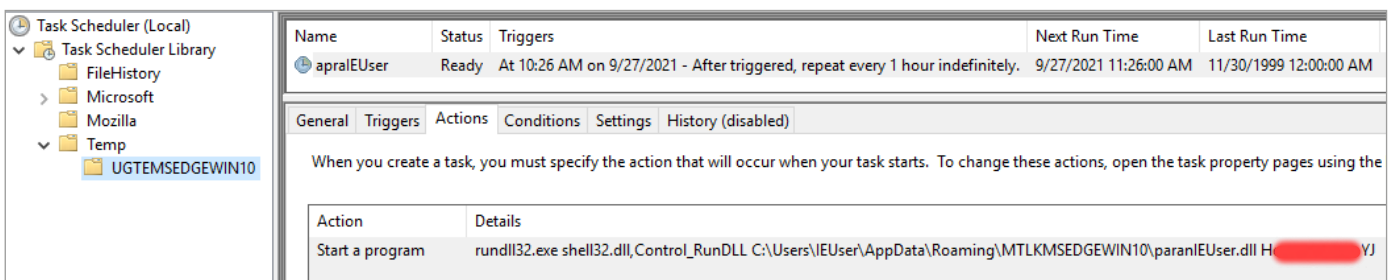 Task Scheduler (Local)
Task Scheduler Library
FileHistory
Microsoft
Mozilla
Temp
UGTEMSEDGEWIN10
Name Status Triggers Next Run Time Last Run Time
apraIEUser Ready At 10:26 AM on 9/27/2021 - After triggered, repeat every 1 hour indefinitely. 9/27/2021 11:26:00 AM 11/30/1999 12:00:00 AM
General Triggers Actions Conditions Settings History (disabled)
When you create a task, you must specify the action that will occur when your task starts. To change these actions, open the task property pages using the
Action Details
Start a program rundll32.exe shell32.dll,Control_RunDLL C:\Users\IEUser\AppData\Roaming\MTLKMSEDGEWIN10\paranIEUser.dll H YJ